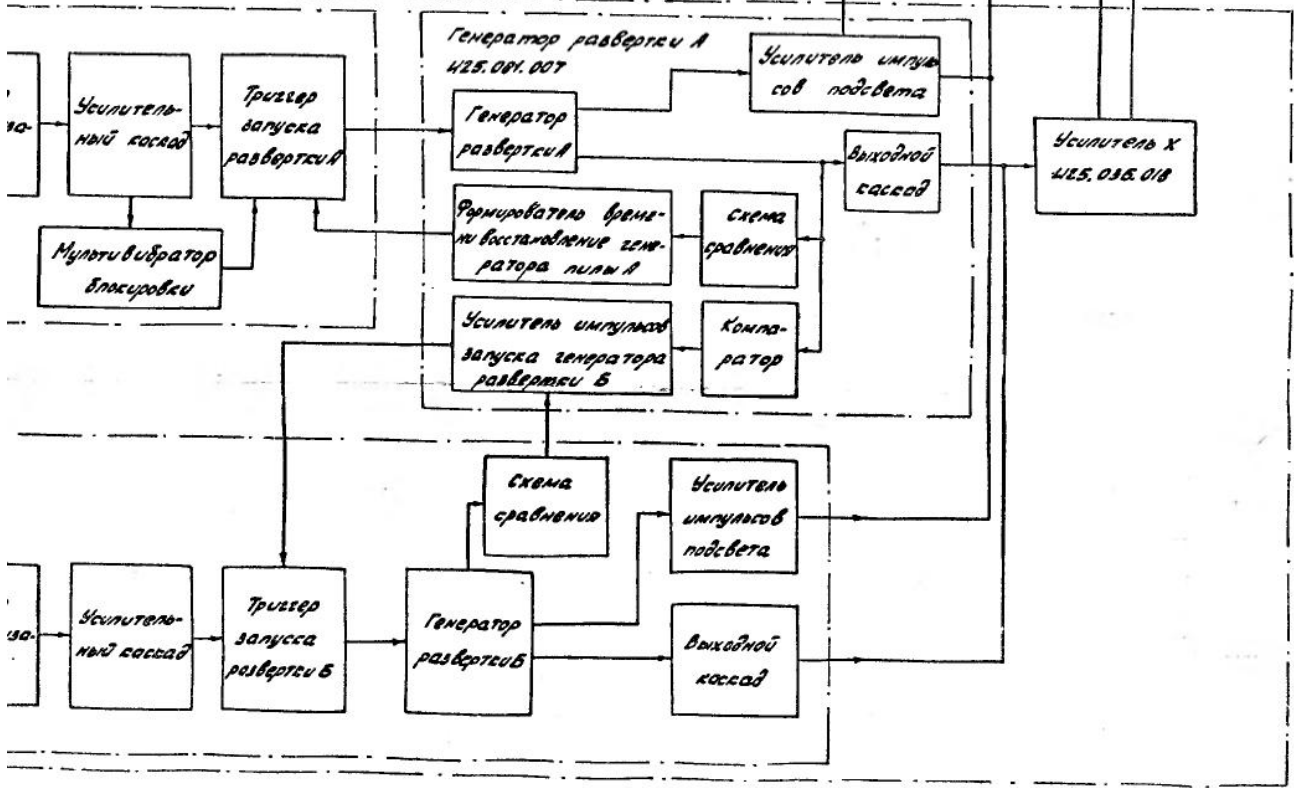 Генератор развертки А
И25.081.007
Усилитель импуль
сов подсвета
за-
Усилитель-
ный каскад
Триггер
запуска
развертки А
Генератор
развертки А
Выходной
каскад
Усилитель X
И25.036.018
Формирователь време-
ни восстановление гене-
ратора пилы А
Схема
сравнения
Мультивибратор
блокировки
Усилитель импульсов
запуска генератора
развертки Б
Компа-
ратор
Схема
сравнения
Усилитель
импульсов
подсвета
за-
Усилитель-
ный каскад
Триггер
запуска
развертки Б
Генератор
развертки Б
Выходной
каскад